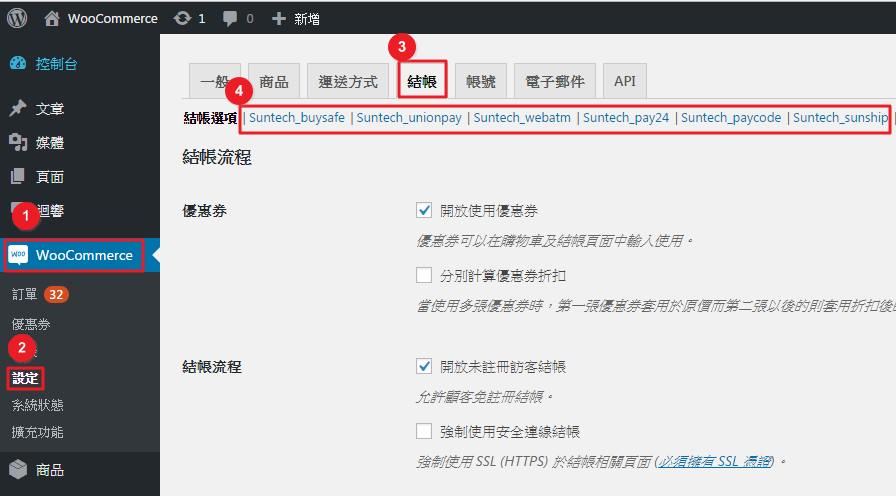 WooCommerce 1 0 新增
控制台
文章
媒體
頁面
迴響
1
WooCommerce
訂單 32
優惠券
2
設定
系統狀態
擴充功能
商品
3
一般 商品 運送方式 結帳 帳號 電子郵件 API
4
結帳選項 | Suntech_buysafe | Suntech_unionpay | Suntech_webatm | Suntech_pay24 | Suntech_paycode | Suntech_sunship |
結帳流程
優惠券 開放使用優惠券
優惠券可以在購物車及結帳頁面中輸入使用。
分別計算優惠券折扣
當使用多張優惠券時，第一張優惠券套用於原價而第二張以後的則套用折扣後
結帳流程 開放未註冊訪客結帳
允許顧客免註冊結帳。
強制使用安全連線結帳
強制使用 SSL (HTTPS) 於結帳相關頁面 (必須擁有 SSL 憑證)。